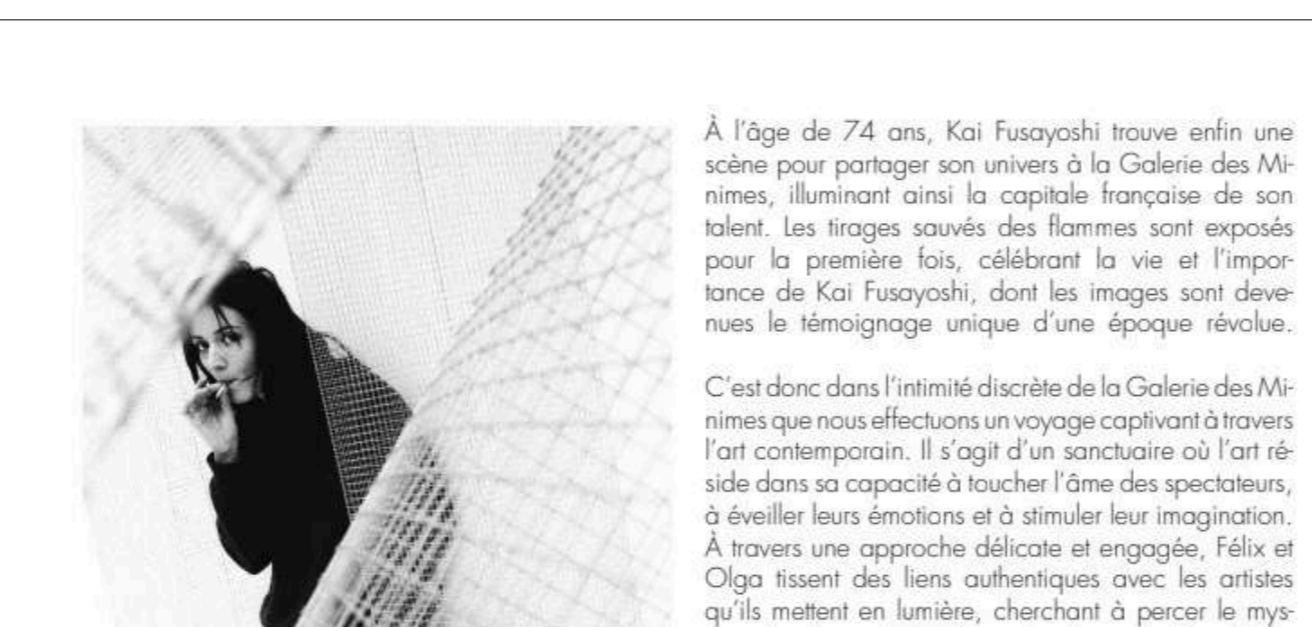 À l'âge de 74 ans, Kai Fusayoshi trouve enfin une
scène pour partager son univers à la Galerie des Mi-
nimes, illuminant ainsi la capitale française de son
talent. Les tirages sauvés des flammes sont exposés
pour la première fois, célébrant la vie et l'impor-
tance de Kai Fusayoshi, dont les images sont deve-
nues le témoignage unique d'une époque révolue.
C'est donc dans l'intimité discrète de la Galerie des Mi-
nimes que nous effectuons un voyage captivant à travers
l'art contemporain. Il s'agit d'un sanctuaire où l'art ré-
side dans sa capacité à toucher l'âme des spectateurs,
à éveiller leurs émotions et à stimuler leur imagination.
À travers une approche délicate et engagée, Félix et
Olga tissent des liens authentiques avec les artistes
qu'ils mettent en lumière, cherchant à percer le mys-